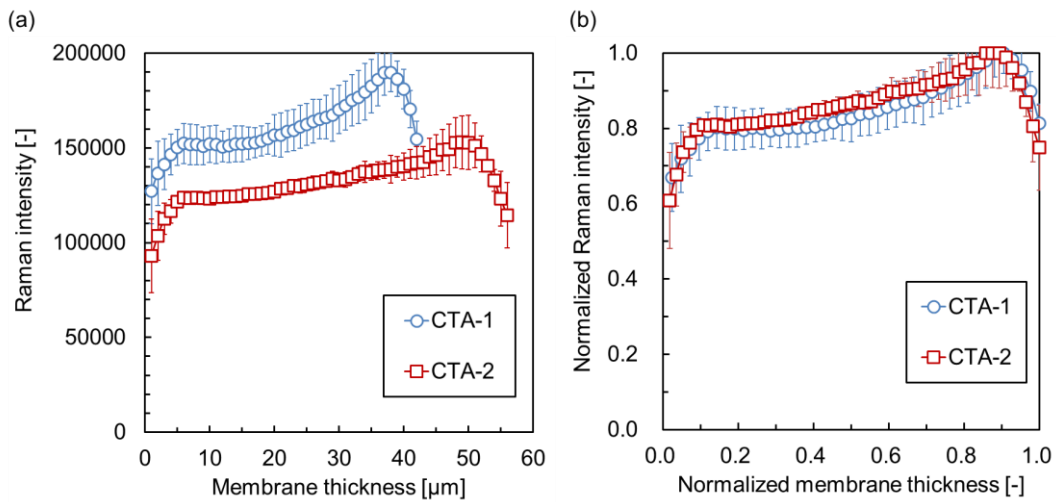 (a)
Raman intensity [-]
200000
150000
100000
50000
0
CTA-1
CTA-2
0 10 20 30 40 50 60
Membrane thickness [µm]
(b)
Normalized Raman intensity [-]
1.0
0.8
0.6
0.4
0.2
0.0
CTA-1
CTA-2
0.0 0.2 0.4 0.6 0.8 1.0
Normalized membrane thickness [-]